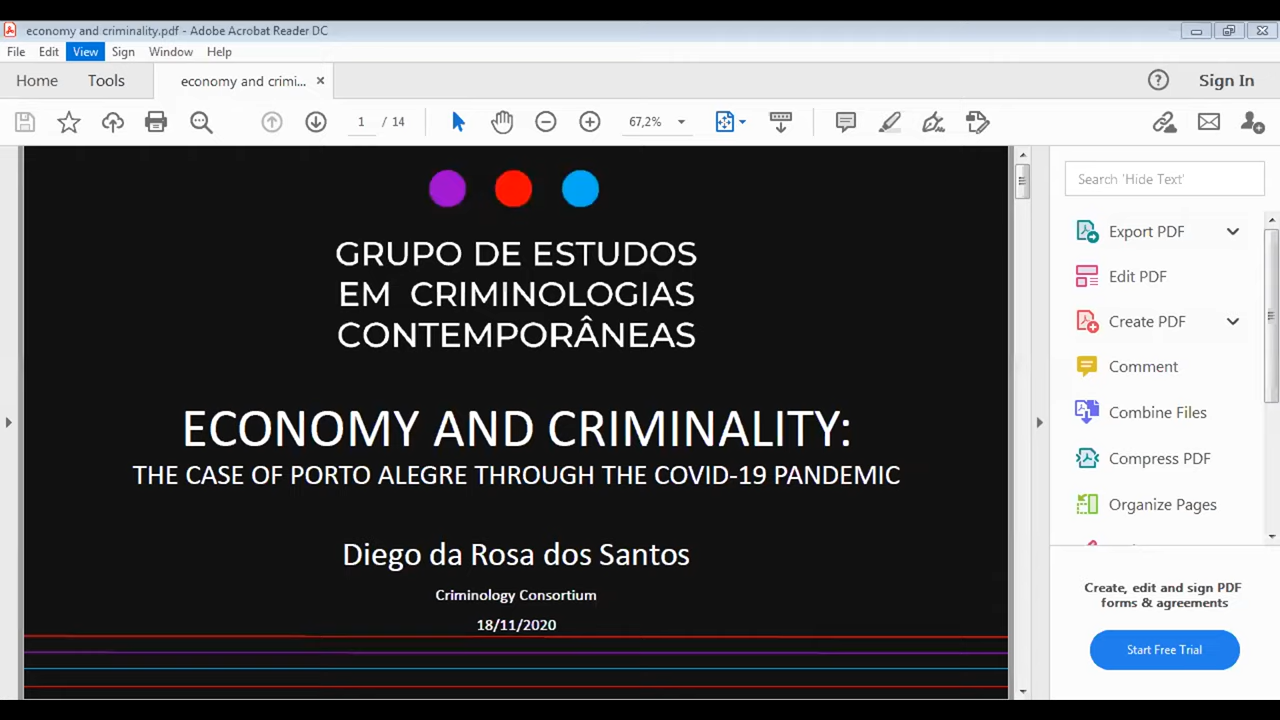 economy and criminality.pdf - Adobe Acrobat Reader DC
File Edit View Sign Window Help
Home Tools economy and crimi... × Sign In
1 / 14 67,2%
Search 'Hide Text'
Export PDF
Edit PDF
Create PDF
Comment
Combine Files
Compress PDF
Organize Pages
Create, edit and sign PDF
forms & agreements
Start Free Trial
GRUPO DE ESTUDOS
EM CRIMINOLOGIAS
CONTEMPORÂNEAS
ECONOMY AND CRIMINALITY:
THE CASE OF PORTO ALEGRE THROUGH THE COVID-19 PANDEMIC
Diego da Rosa dos Santos
Criminology Consortium
18/11/2020